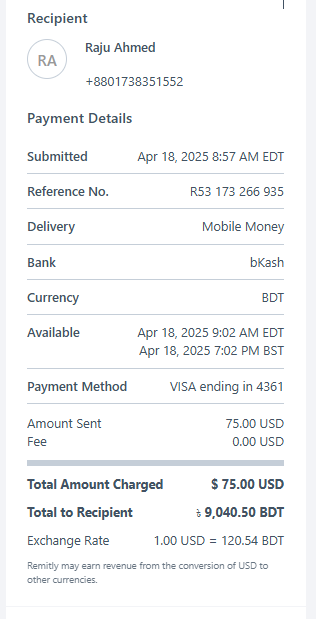 Recipient
RA
Raju Ahmed
+8801738351552
Payment Details
Submitted Apr 18, 2025 8:57 AM EDT
Reference No. R53 173 266 935
Delivery Mobile Money
Bank bKash
Currency BDT
Available Apr 18, 2025 9:02 AM EDT
Apr 18, 2025 7:02 PM BST
Payment Method VISA ending in 4361
Amount Sent 75.00 USD
Fee 0.00 USD
Total Amount Charged $ 75.00 USD
Total to Recipient ৳ 9,040.50 BDT
Exchange Rate 1.00 USD = 120.54 BDT
Remitly may earn revenue from the conversion of USD to
other currencies.